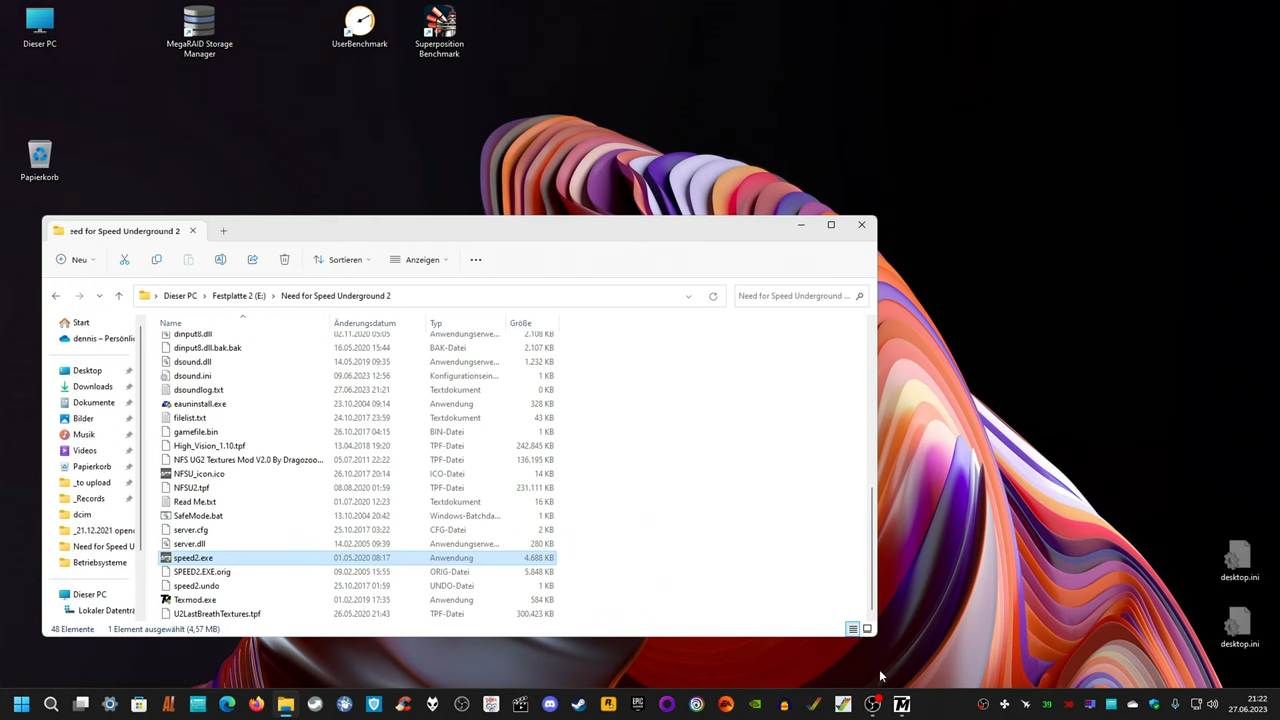 Dieser PC
MegaRAID Storage
Manager
UserBenchmark
Superposition
Benchmark
Papierkorb
eed for Speed Underground 2
Neu
Sortieren
Anzeigen
Dieser PC > Festplatte 2 (E:) > Need for Speed Underground 2
Need for Speed Underground ...
Start
dennis – Persönlic
Desktop
Downloads
Dokumente
Bilder
Musik
Videos
Papierkorb
_to upload
_Records
dcim
_21.12.2021 openc
Need for Speed U
Betriebsysteme
Dieser PC
Lokaler Datentr
Name Änderungsdatum Typ Größe
dinput8.dll 02.11.2020 05:05 Anwendungserwe... 2.108 KB
dinput8.dll.bak.bak 16.05.2020 15:44 BAK-Datei 2.107 KB
dsound.dll 14.05.2019 09:35 Anwendungserwe... 1.232 KB
dsound.ini 09.06.2023 12:56 Konfigurationsein... 1 KB
dsoundlog.txt 27.06.2023 21:21 Textdokument 0 KB
eauninstall.exe 23.10.2004 09:14 Anwendung 328 KB
filelist.txt 24.10.2017 23:59 Textdokument 43 KB
gamefile.bin 26.10.2017 04:15 BIN-Datei 1 KB
High_Vision_1.10.tpf 13.04.2018 19:20 TPF-Datei 242.845 KB
NFS UG2 Textures Mod V2.0 By Dragozoo... 05.07.2011 22:22 TPF-Datei 136.195 KB
NFSU_icon.ico 26.10.2017 20:14 ICO-Datei 14 KB
NFSU2.tpf 08.08.2020 01:59 TPF-Datei 231.111 KB
Read Me.txt 01.07.2020 12:23 Textdokument 16 KB
SafeMode.bat 13.10.2004 20:42 Windows-Batchda... 1 KB
server.cfg 25.10.2017 03:22 CFG-Datei 2 KB
server.dll 14.02.2005 09:39 Anwendungserwe... 280 KB
speed2.exe 01.05.2020 08:17 Anwendung 4.688 KB
SPEED2.EXE.orig 09.02.2005 15:55 ORIG-Datei 5.848 KB
speed2.undo 25.10.2017 01:59 UNDO-Datei 1 KB
Texmod.exe 01.02.2019 17:35 Anwendung 584 KB
U2LastBreathTextures.tpf 26.05.2020 21:43 TPF-Datei 300.423 KB
48 Elemente 1 Element ausgewählt (4,57 MB)
desktop.ini
desktop.ini
39 38
21:22
27.06.2023